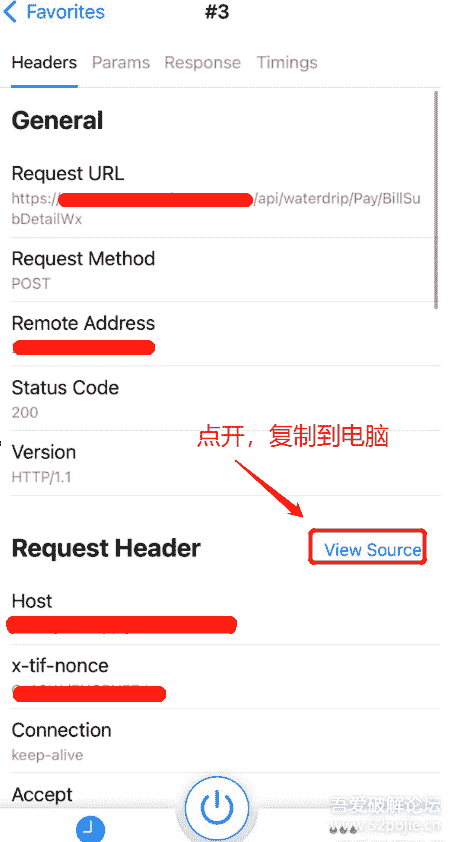 Favorites
#3
Headers Params Response Timings
General
Request URL
https:// /api/waterdrip/Pay/BillSu
bDetailWx
Request Method
POST
Remote Address
Status Code
200
点开，复制到电脑
Version
HTTP/1.1
Request Header
View Source
Host
x-tif-nonce
Connection
keep-alive
Accept
吾爱破解论坛
www.52pojie.cn